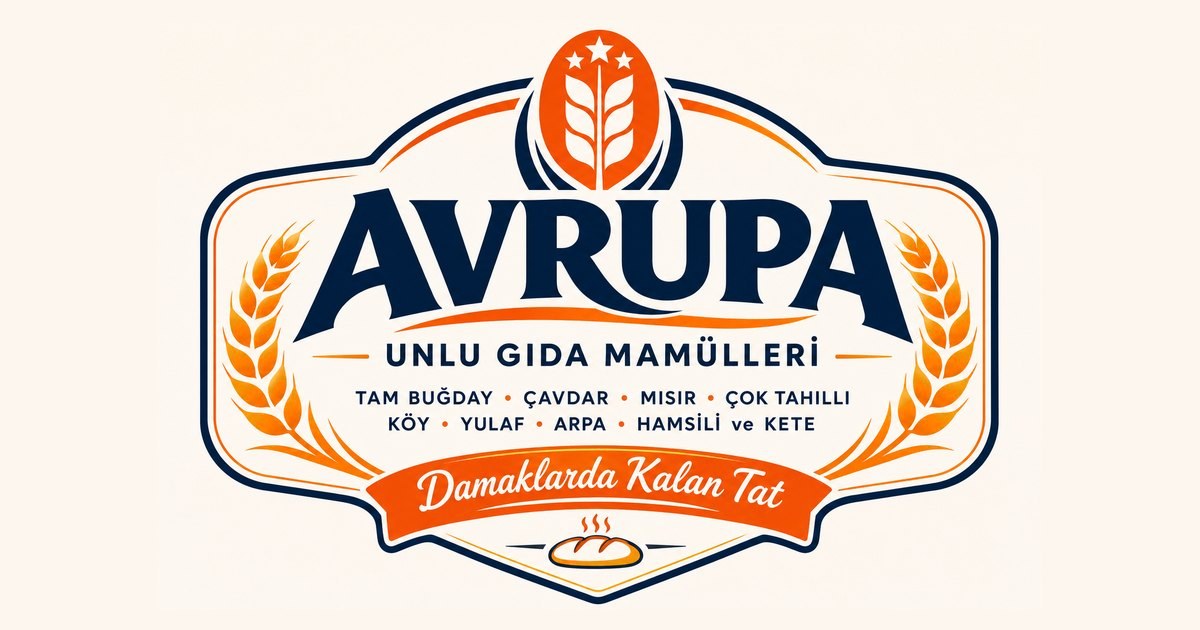 AVRUPA
UNLU GIDA MAMÜLLERİ
TAM BUĞDAY • ÇAVDAR • MISIR • ÇOK TAHILLI
KÖY • YULAF • ARPA • HAMSİLİ ve KETE
Damaklarda Kalan Tat